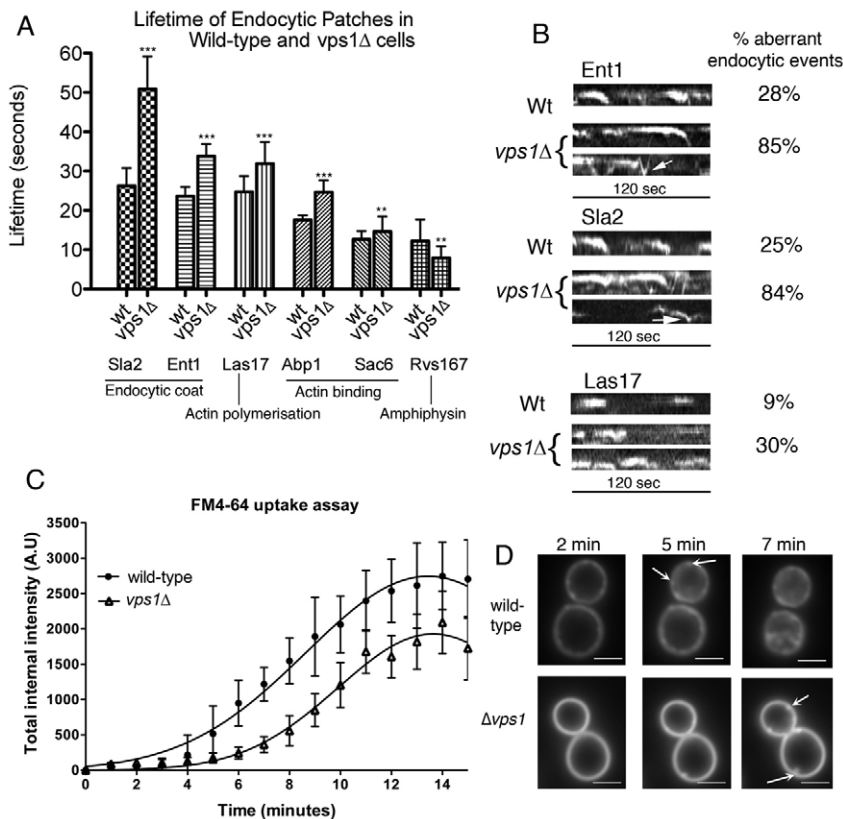 A
Lifetime of Endocytic Patches in
Wild-type and vps1Δ cells
Lifetime (seconds)
60
50
40
30
20
10
0
***
***
***
***
**
**
wt
vps1Δ
wt
vps1Δ
wt
vps1Δ
wt
vps1Δ
wt
vps1Δ
wt
vps1Δ
Sla2 Ent1 Las17 Abp1 Sac6 Rvs167
Endocytic coat Actin binding
Actin polymerisation Amphiphysin
B
% aberrant
endocytic events
Ent1
Wt 28%
vps1Δ { 85%
120 sec
Sla2
Wt 25%
vps1Δ { 84%
120 sec
Las17
Wt 9%
vps1Δ { 30%
120 sec
C
FM4-64 uptake assay
Total internal intensity (A.U)
3500
3000
2500
2000
1500
1000
500
0
wild-type
vps1Δ
0 2 4 6 8 10 12 14
Time (minutes)
D
2 min 5 min 7 min
wild-
type
Δvps1